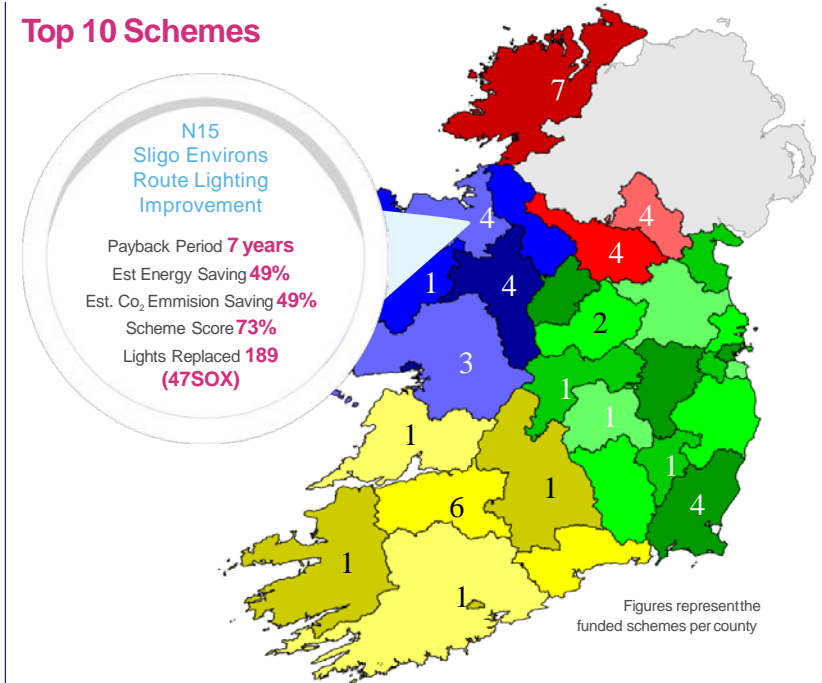 Top 10 Schemes
N15
Sligo Environs
Route Lighting
Improvement
Payback Period 7 years
Est Energy Saving 49%
Est. Co₂ Emmision Saving 49%
Scheme Score 73%
Lights Replaced 189
(47SOX)
7
4
4
4
1
4
2
3
1
1
1
1
1
4
6
1
1
Figures represent the
funded schemes per county